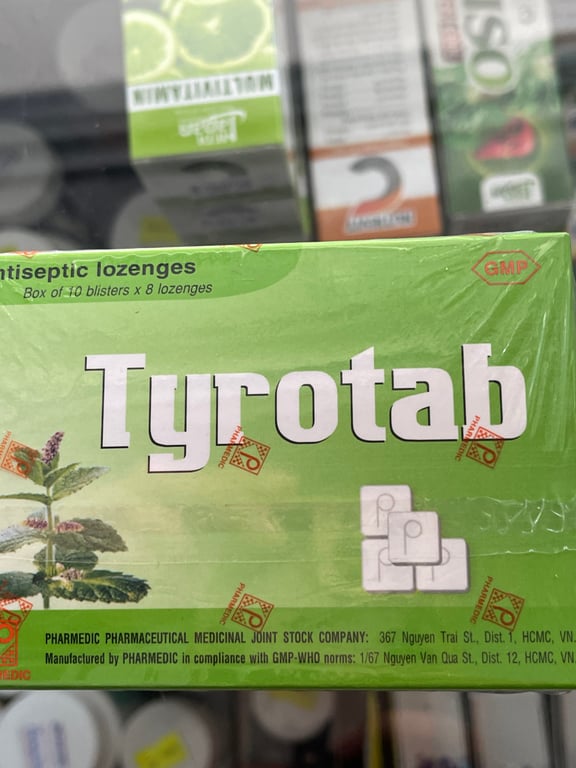 MULTIVITAMIN
ntiseptic lozenges
Box of 10 blisters x 8 lozenges
GMP
Tyrotab
PHARMEDIC
PHARMEDIC
PHARMEDIC
PHARMEDIC
PHARMEDIC PHARMACEUTICAL MEDICINAL JOINT STOCK COMPANY: 367 Nguyen Trai St., Dist. 1, HCMC, VN.
Manufactured by PHARMEDIC in compliance with GMP-WHO norms: 1/67 Nguyen Van Qua St., Dist. 12, HCMC, VN